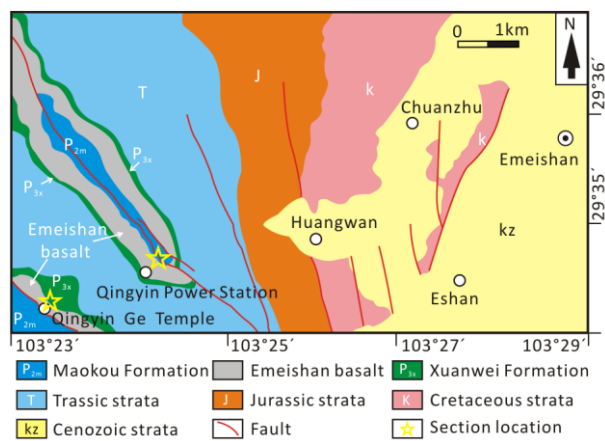 N
0 1km
T
J
k
29°36′
Chuanzhu
P2m
P3x
k
Emeishan
P3x
29°35′
Emeishan
basalt
Huangwan
kz
P3x
Qingyin Power Station
Eshan
P2m
Qingyin Ge Temple
103°23′ 103°25′ 103°27′ 103°29′
P2m Maokou Formation Emeishan basalt P3x Xuanwei Formation
T Trassic strata J Jurassic strata K Cretaceous strata
kz Cenozoic strata Fault Section location